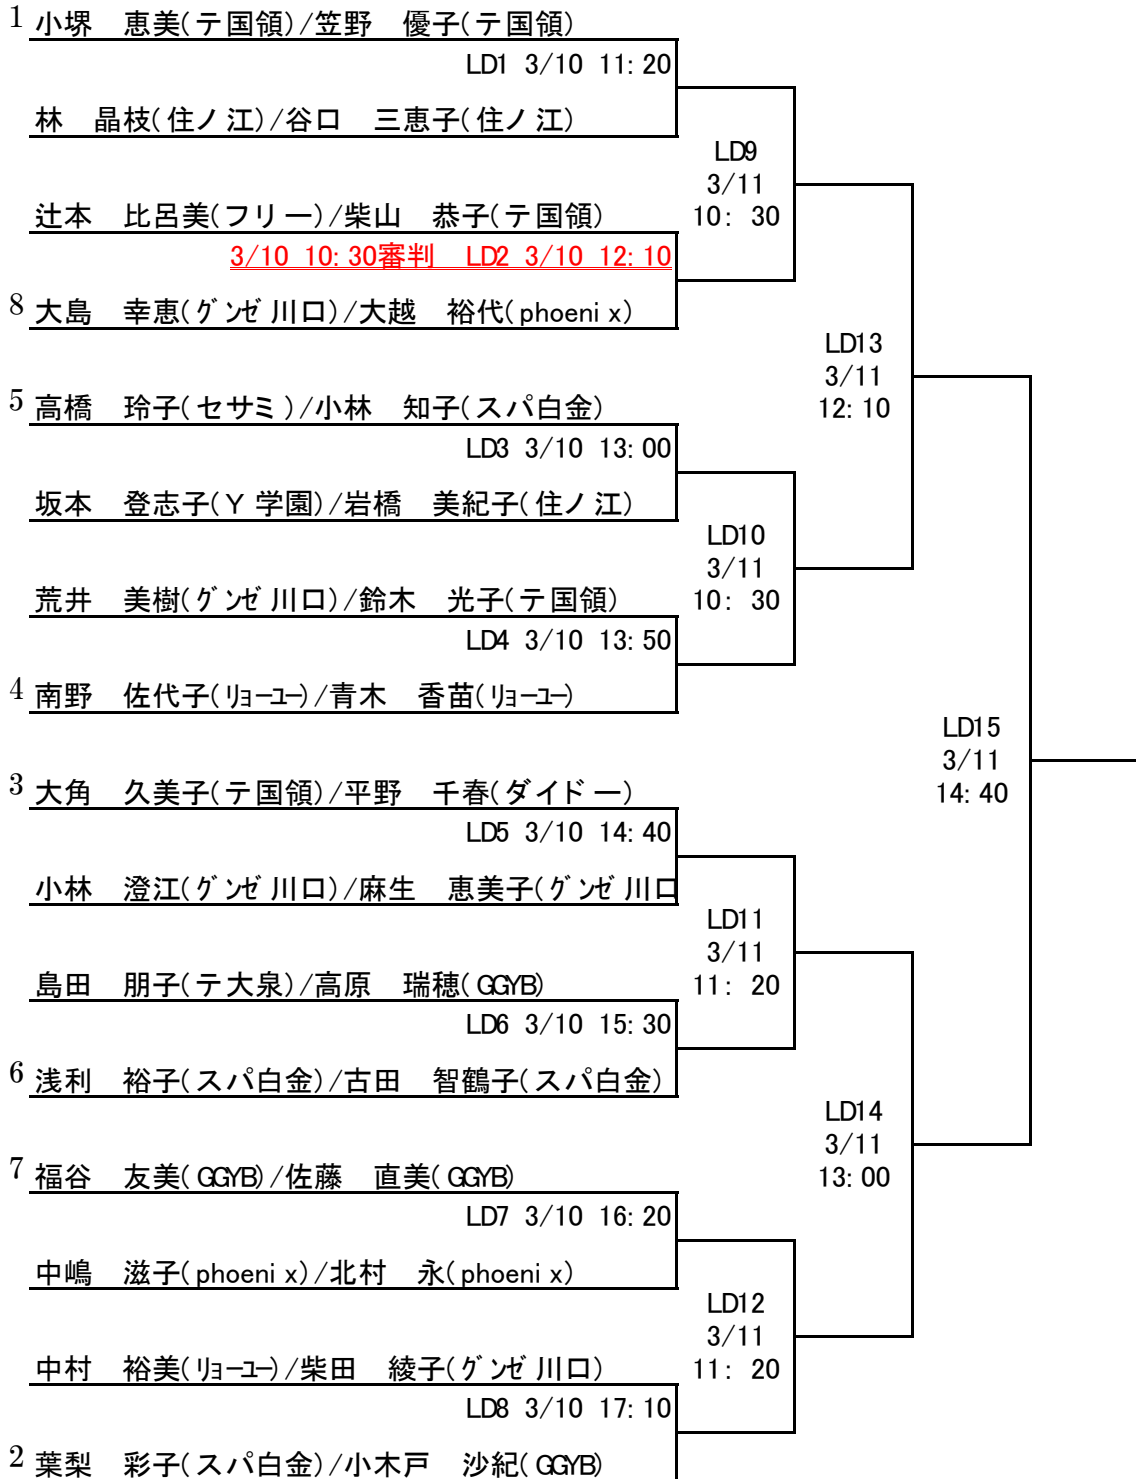 1 小堺　恵美(テ国領)/笠野　優子(テ国領)
LD1 3/10 11:20
林　晶枝(住ノ江)/谷口　三恵子(住ノ江)
LD9
3/11
10: 30
辻本　比呂美(フリー)/柴山　恭子(テ国領)
3/10 10:30審判　LD2 3/10 12:10
8 大島　幸恵(グンゼ川口)/大越　裕代(phoenix)
LD13
3/11
12:10
5 高橋　玲子(セサミ)/小林　知子(スパ白金)
LD3 3/10 13:00
坂本　登志子(Y学園)/岩橋　美紀子(住ノ江)
LD10
3/11
10: 30
荒井　美樹(グンゼ川口)/鈴木　光子(テ国領)
LD4 3/10 13:50
4 南野　佐代子(リョーユー)/青木　香苗(リョーユー)
LD15
3/11
14:40
3 大角　久美子(テ国領)/平野　千春(ダイドー)
LD5 3/10 14:40
小林　澄江(グンゼ川口)/麻生　恵美子(グンゼ川口
LD11
3/11
11: 20
島田　朋子(テ大泉)/高原　瑞穂(GGYB)
LD6 3/10 15:30
6 浅利　裕子(スパ白金)/古田　智鶴子(スパ白金)
LD14
3/11
13:00
7 福谷　友美(GGYB)/佐藤　直美(GGYB)
LD7 3/10 16:20
中嶋　滋子(phoenix)/北村　永(phoenix)
LD12
3/11
11: 20
中村　裕美(リョーユー)/柴田　綾子(グンゼ川口)
LD8 3/10 17:10
2 葉梨　彩子(スパ白金)/小木戸　沙紀(GGYB)